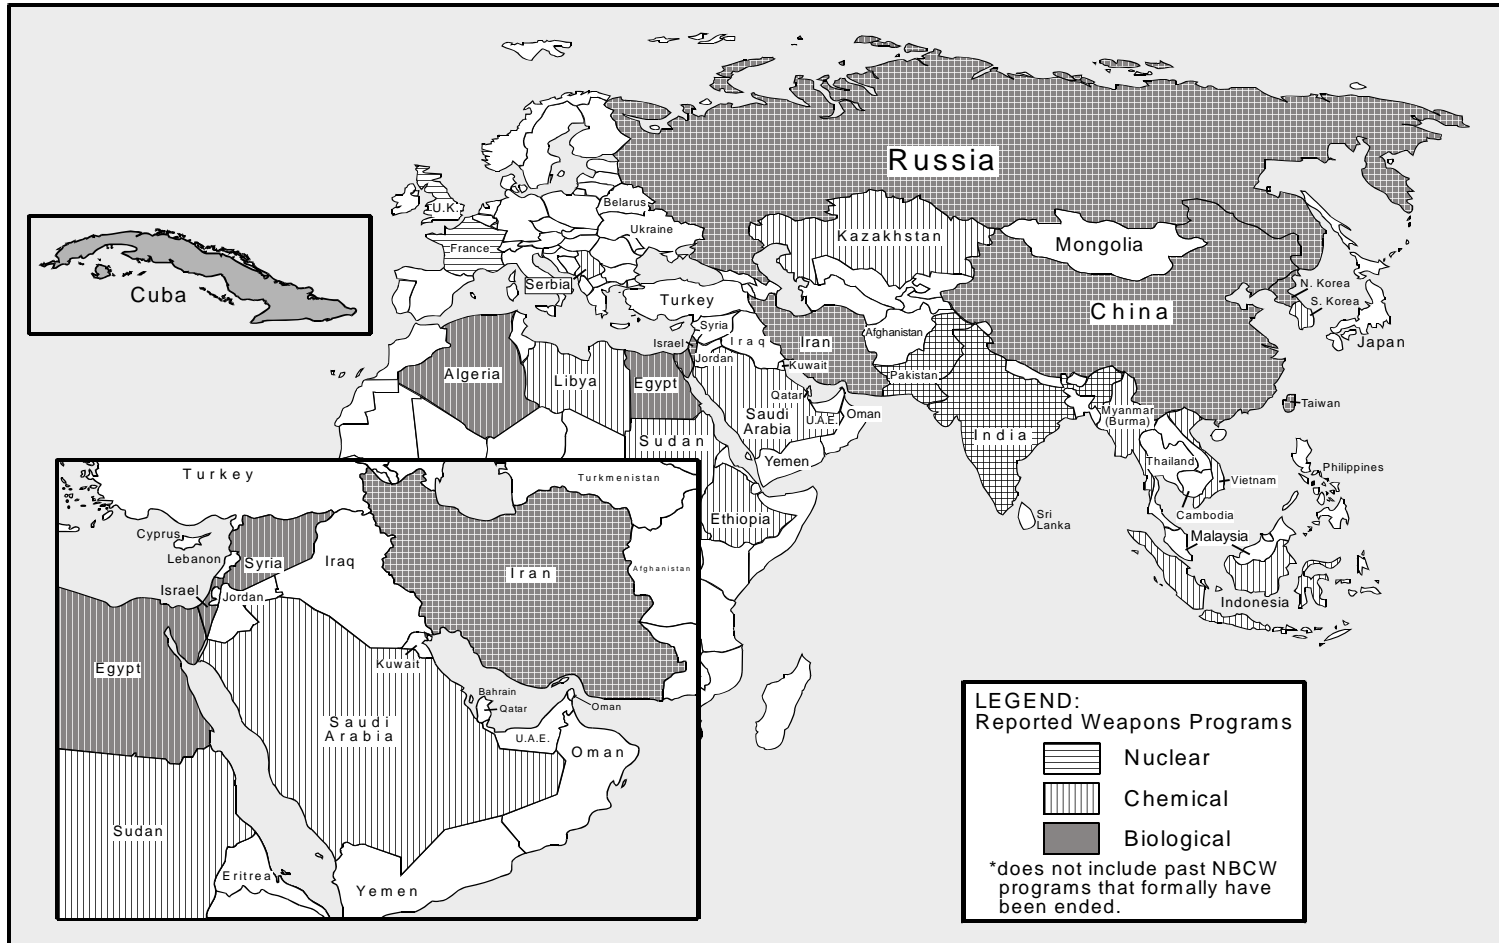 Russia
Belarus
U.K.
Ukraine
Kazakhstan
Mongolia
France
Serbia
Cuba
Turkey
N. Korea
S. Korea
China
Syria
Afghanistan
Israel
Iraq
Iran
Japan
Jordan
Kuwait
Algeria
Libya
Egypt
Pakistan
Qatar
Taiwan
Saudi
Arabia
U.A.E.
Oman
Myanmar
(Burma)
India
Sudan
Yemen
Thailand
Philippines
Vietnam
Sri
Lanka
Cambodia
Ethiopia
Malaysia
Indonesia
Turkey
Turkmenistan
Cyprus
Lebanon
Syria
Iraq
Iran
Afghanistan
Israel
Jordan
Egypt
Kuwait
Bahrain
Qatar
Oman
Saudi
Arabia
U.A.E.
Oman
Sudan
Eritrea
Yemen
LEGEND:
Reported Weapons Programs
Nuclear
Chemical
Biological
*does not include past NBCW
programs that formally have
been ended.